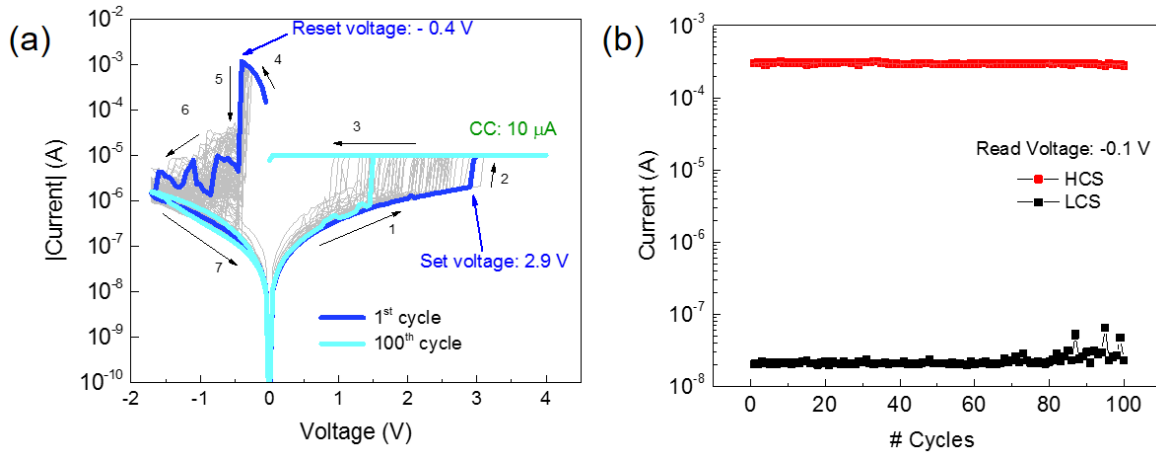 (a)
10⁻²
10⁻³
10⁻⁴
10⁻⁵
10⁻⁶
10⁻⁷
10⁻⁸
10⁻⁹
10⁻¹⁰
|Current| (A)
Reset voltage: - 0.4 V
4
5
6
3
CC: 10 μA
2
1
7
Set voltage: 2.9 V
1ˢᵗ cycle
100ᵗʰ cycle
-2 -1 0 1 2 3 4 5
Voltage (V)
(b)
10⁻³
10⁻⁴
10⁻⁵
10⁻⁶
10⁻⁷
10⁻⁸
Current (A)
Read Voltage: -0.1 V
HCS
LCS
0 20 40 60 80 100
# Cycles